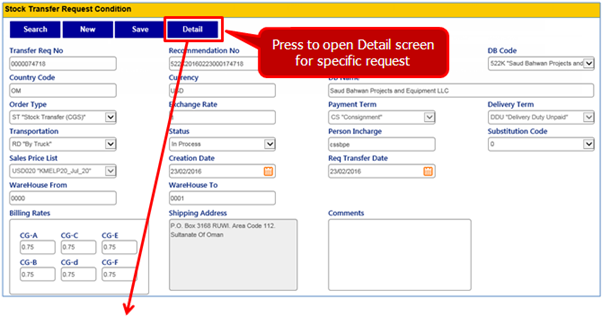 Stock Transfer Request Condition
Search New Save Detail
Press to open Detail screen
for specific request
Transfer Req No Recommendation No DB Code
0000074718 522K "Saud Bahwan Projects and
Country Code Currency DB Name
OM USD Saud Bahwan Projects and Equipment LLC
Order Type Exchange Rate Payment Term Delivery Term
ST "Stock Transfer (CGS)" CS "Consignment" DDU "Delivery Duty Unpaid"
Transportation Status Person Incharge Substitution Code
RD "By Truck" In Process cssbpe 0
Sales Price List Creation Date Req Transfer Date
USD020 "KMELP20_Jul_20" 23/02/2016 23/02/2016
WareHouse From WareHouse To
0000 0001
Billing Rates Shipping Address Comments
P.O. Box 3168 RUWI. Area Code 112.
Sultanate Of Oman
CG-A CG-C CG-E
0.75 0.75 0.75
CG-B CG-d CG-F
0.75 0.75 0.75